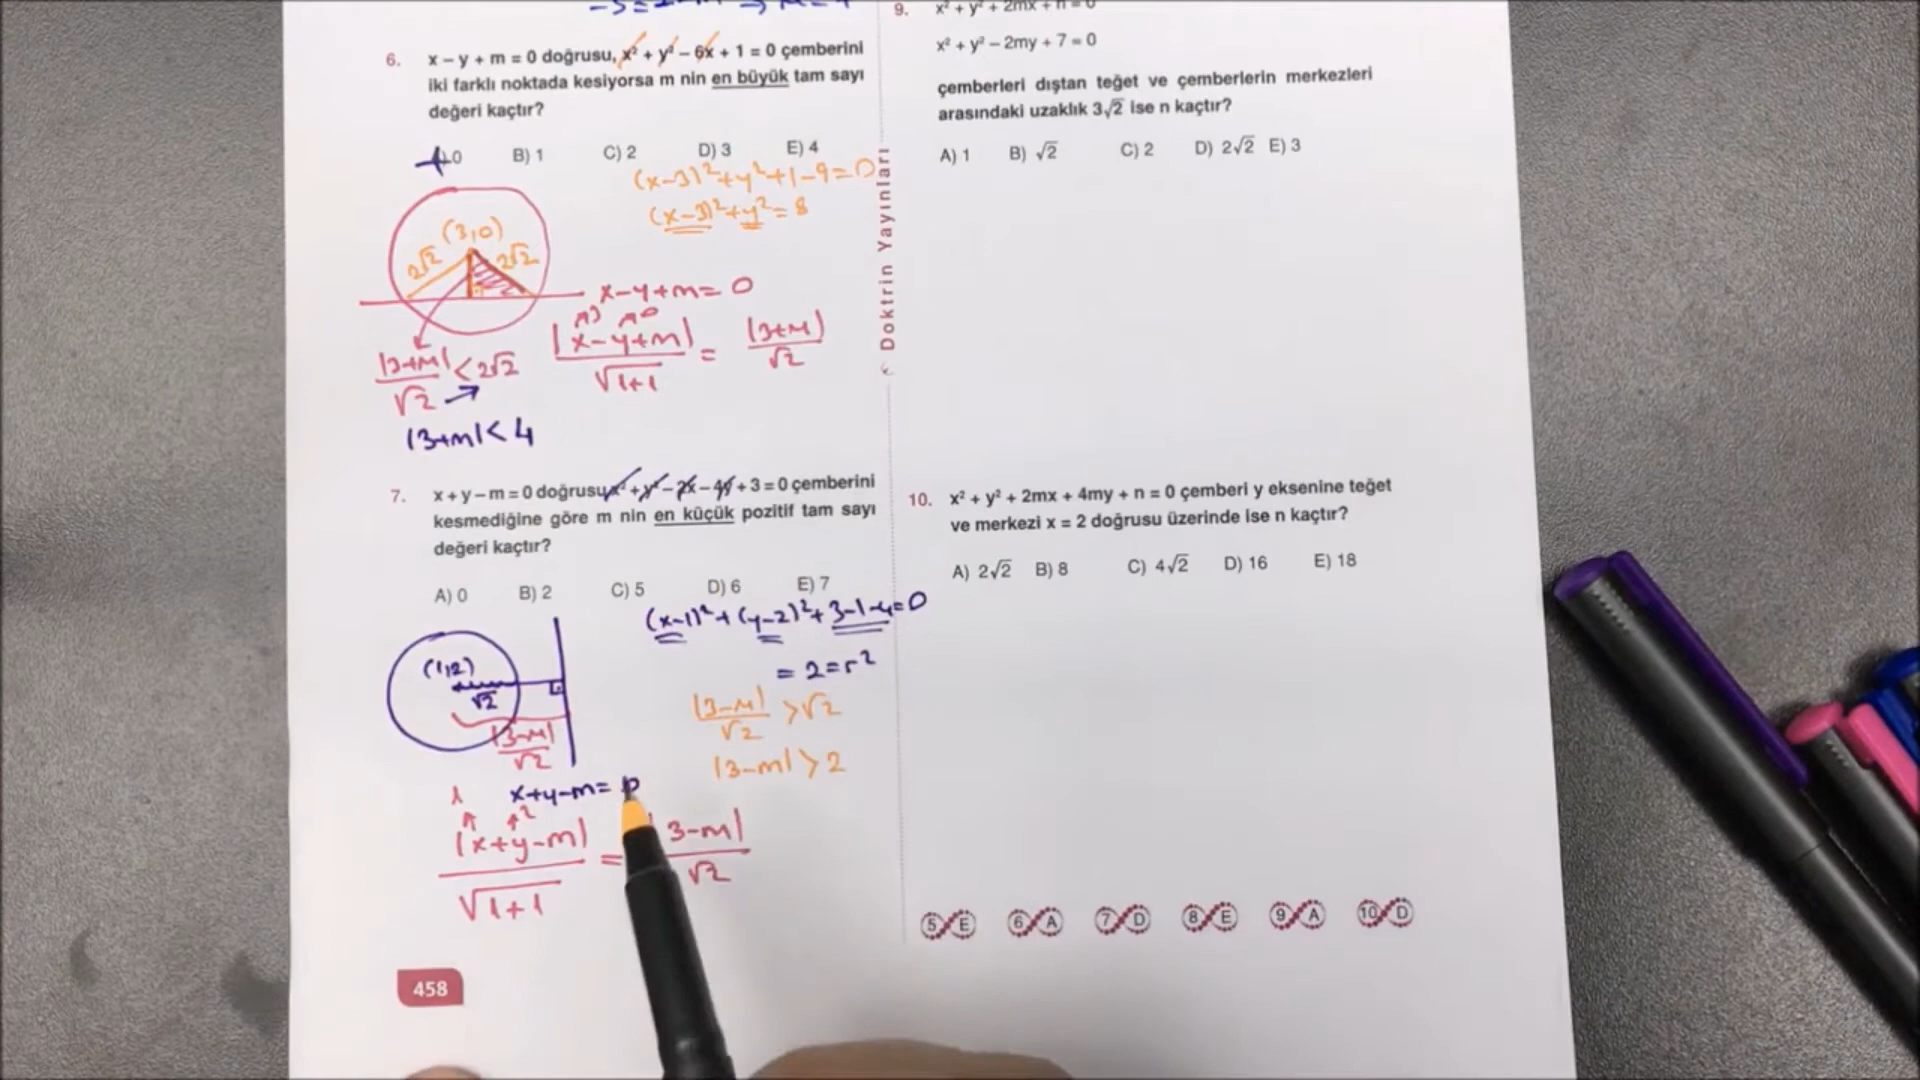 6. x – y + m = 0 doğrusu, x² + y² – 6x + 1 = 0 çemberini
iki farklı noktada kesiyorsa m nin en büyük tam sayı
değeri kaçtır?
0 B) 1 C) 2 D) 3 E) 4
(x-3)²+y²+1-9=0
(x-3)²+y²=8
(3,0)
2√2 2√2
x-y+m=0
|x-y+m| / √1+1 = |3+m| / √2
|3+m| / √2 < 2√2
|3+m| < 4
7. x + y – m = 0 doğrusu x² + y² – 2x – 4y + 3 = 0 çemberini
kesmediğine göre m nin en küçük pozitif tam sayı
değeri kaçtır?
A) 0 B) 2 C) 5 D) 6 E) 7
(x-1)²+(y-2)²+3-1-4=0
= 2=r²
(1,2)
√2
|3-m| / √2
|3-m| / √2 > √2
|3-m| > 2
x+y-m=0
1 2
|x+y-m| / √1+1 = |3-m| / √2
458
Doktrin Yayınları
9. x² + y² + 2mx + n = 0
x² + y² – 2my + 7 = 0
çemberleri dıştan teğet ve çemberlerin merkezleri
arasındaki uzaklık 3√2 ise n kaçtır?
A) 1 B) √2 C) 2 D) 2√2 E) 3
10. x² + y² + 2mx + 4my + n = 0 çemberi y eksenine teğet
ve merkezi x = 2 doğrusu üzerinde ise n kaçtır?
A) 2√2 B) 8 C) 4√2 D) 16 E) 18
5 E 6 A 7 D 8 E 9 A 10 D